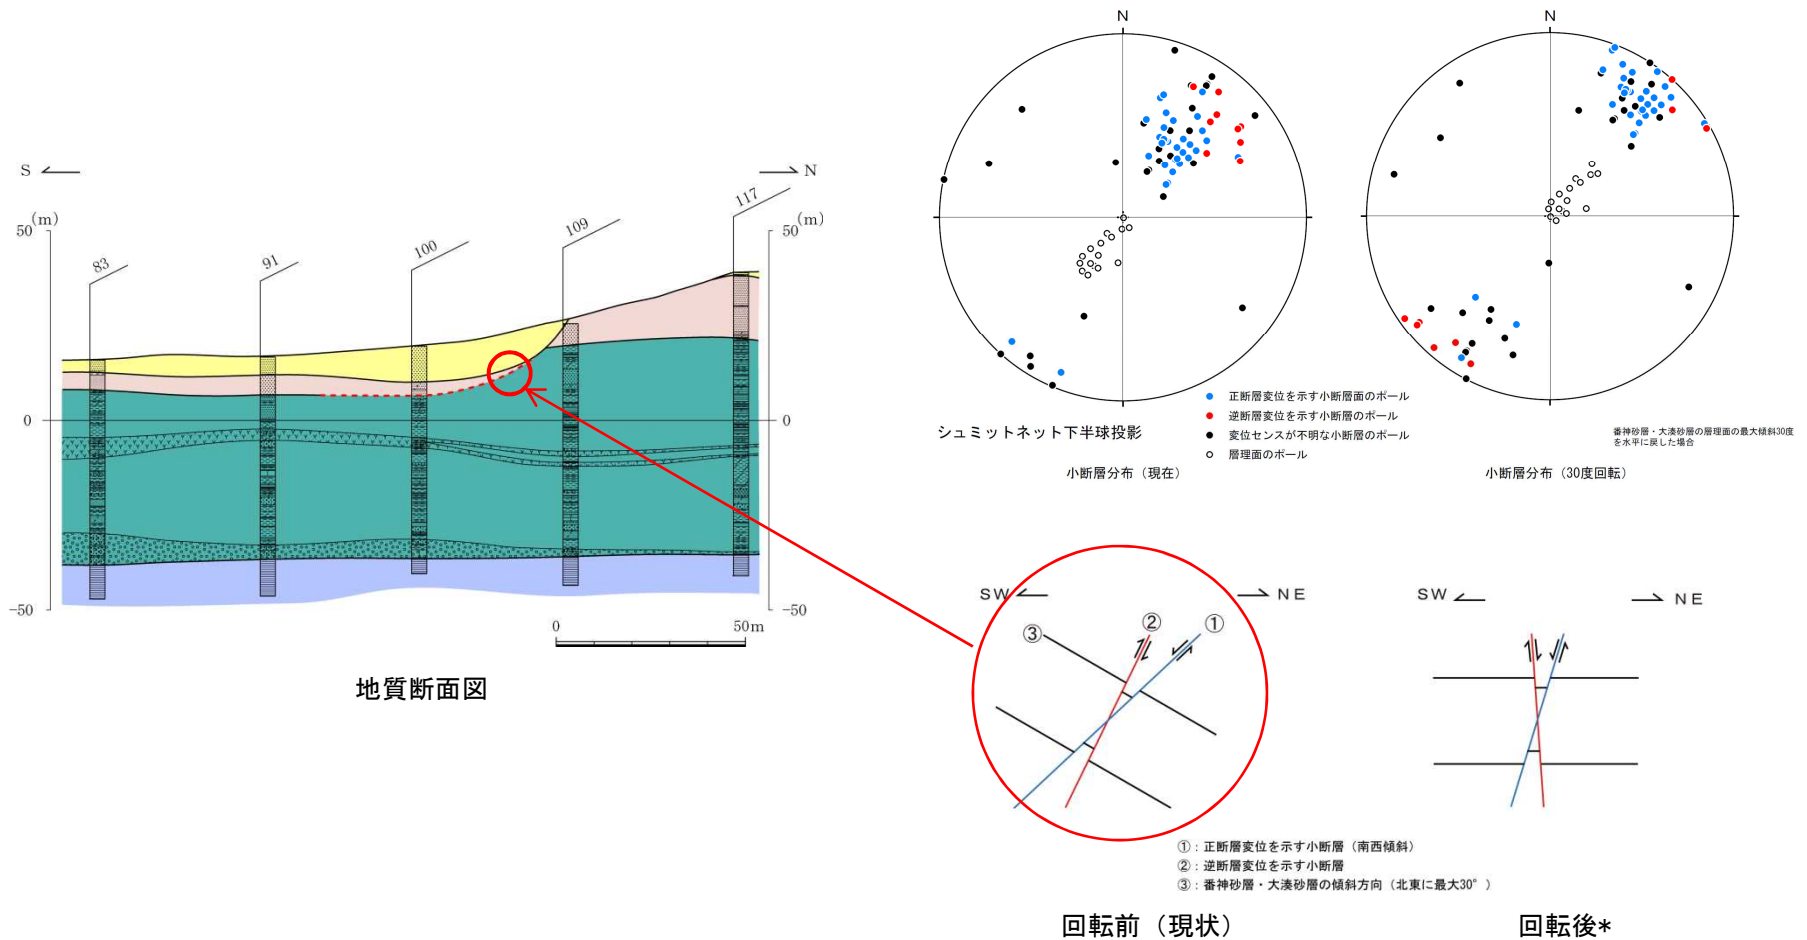 S
N
50
(m)
(m)
50
0
0
−50
−50
83
91
100
109
117
0
50m
地質断面図
N
N
正断層変位を示す小断層面のポール
逆断層変位を示す小断層のポール
変位センスが不明な小断層のポール
層理面のポール
シュミットネット下半球投影
小断層分布（現在）
番神砂層・大湊砂層の層理面の最大傾斜30度
を水平に戻した場合
小断層分布（30度回転）
SW
NE
③
②
①
SW
NE
①：正断層変位を示す小断層（南西傾斜）
②：逆断層変位を示す小断層
③：番神砂層・大湊砂層の傾斜方向（北東に最大30°）
回転前（現状）
回転後*